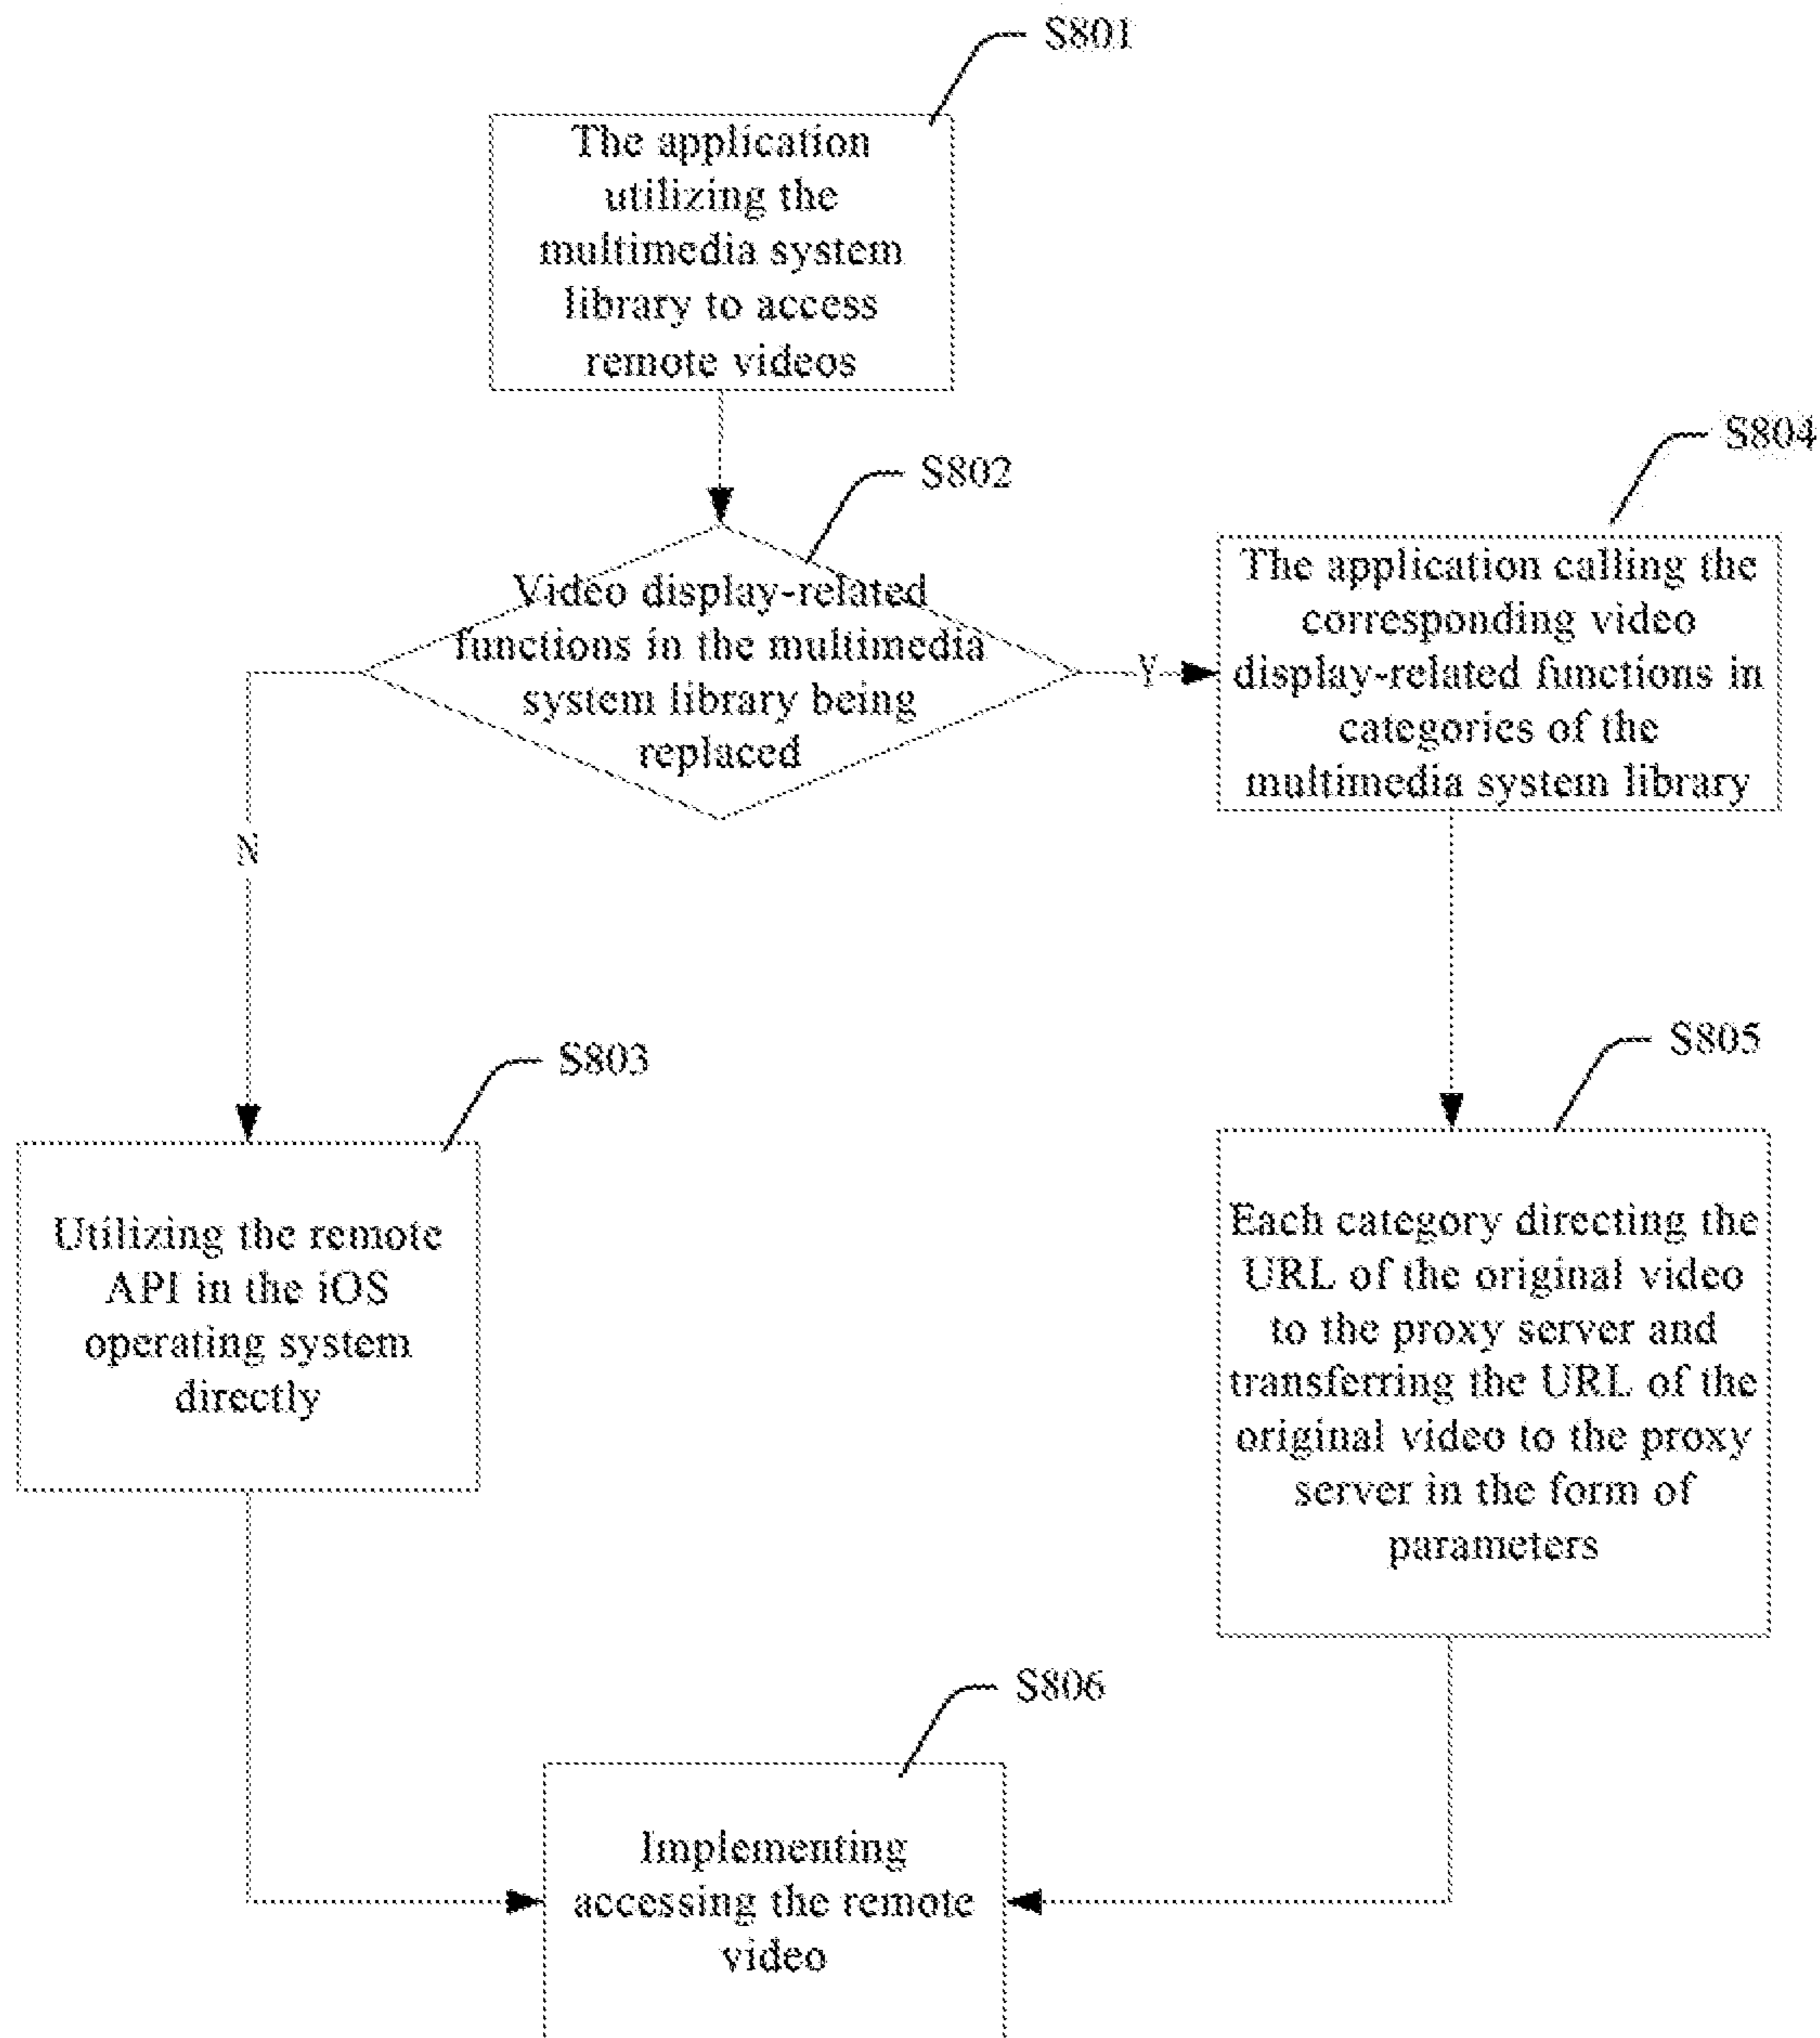 S801
The application
utilizing the
multimedia system
library to access
remote videos
S802
Video display-related
functions in the multimedia
system library being
replaced
Y
N
S804
The application calling the
corresponding video
display-related functions in
categories of the
multimedia system library
S803
Utilizing the remote
API in the iOS
operating system
directly
S805
Each category directing the
URL of the original video
to the proxy server and
transferring the URL of the
original video to the proxy
server in the form of
parameters
S806
Implementing
accessing the remote
video